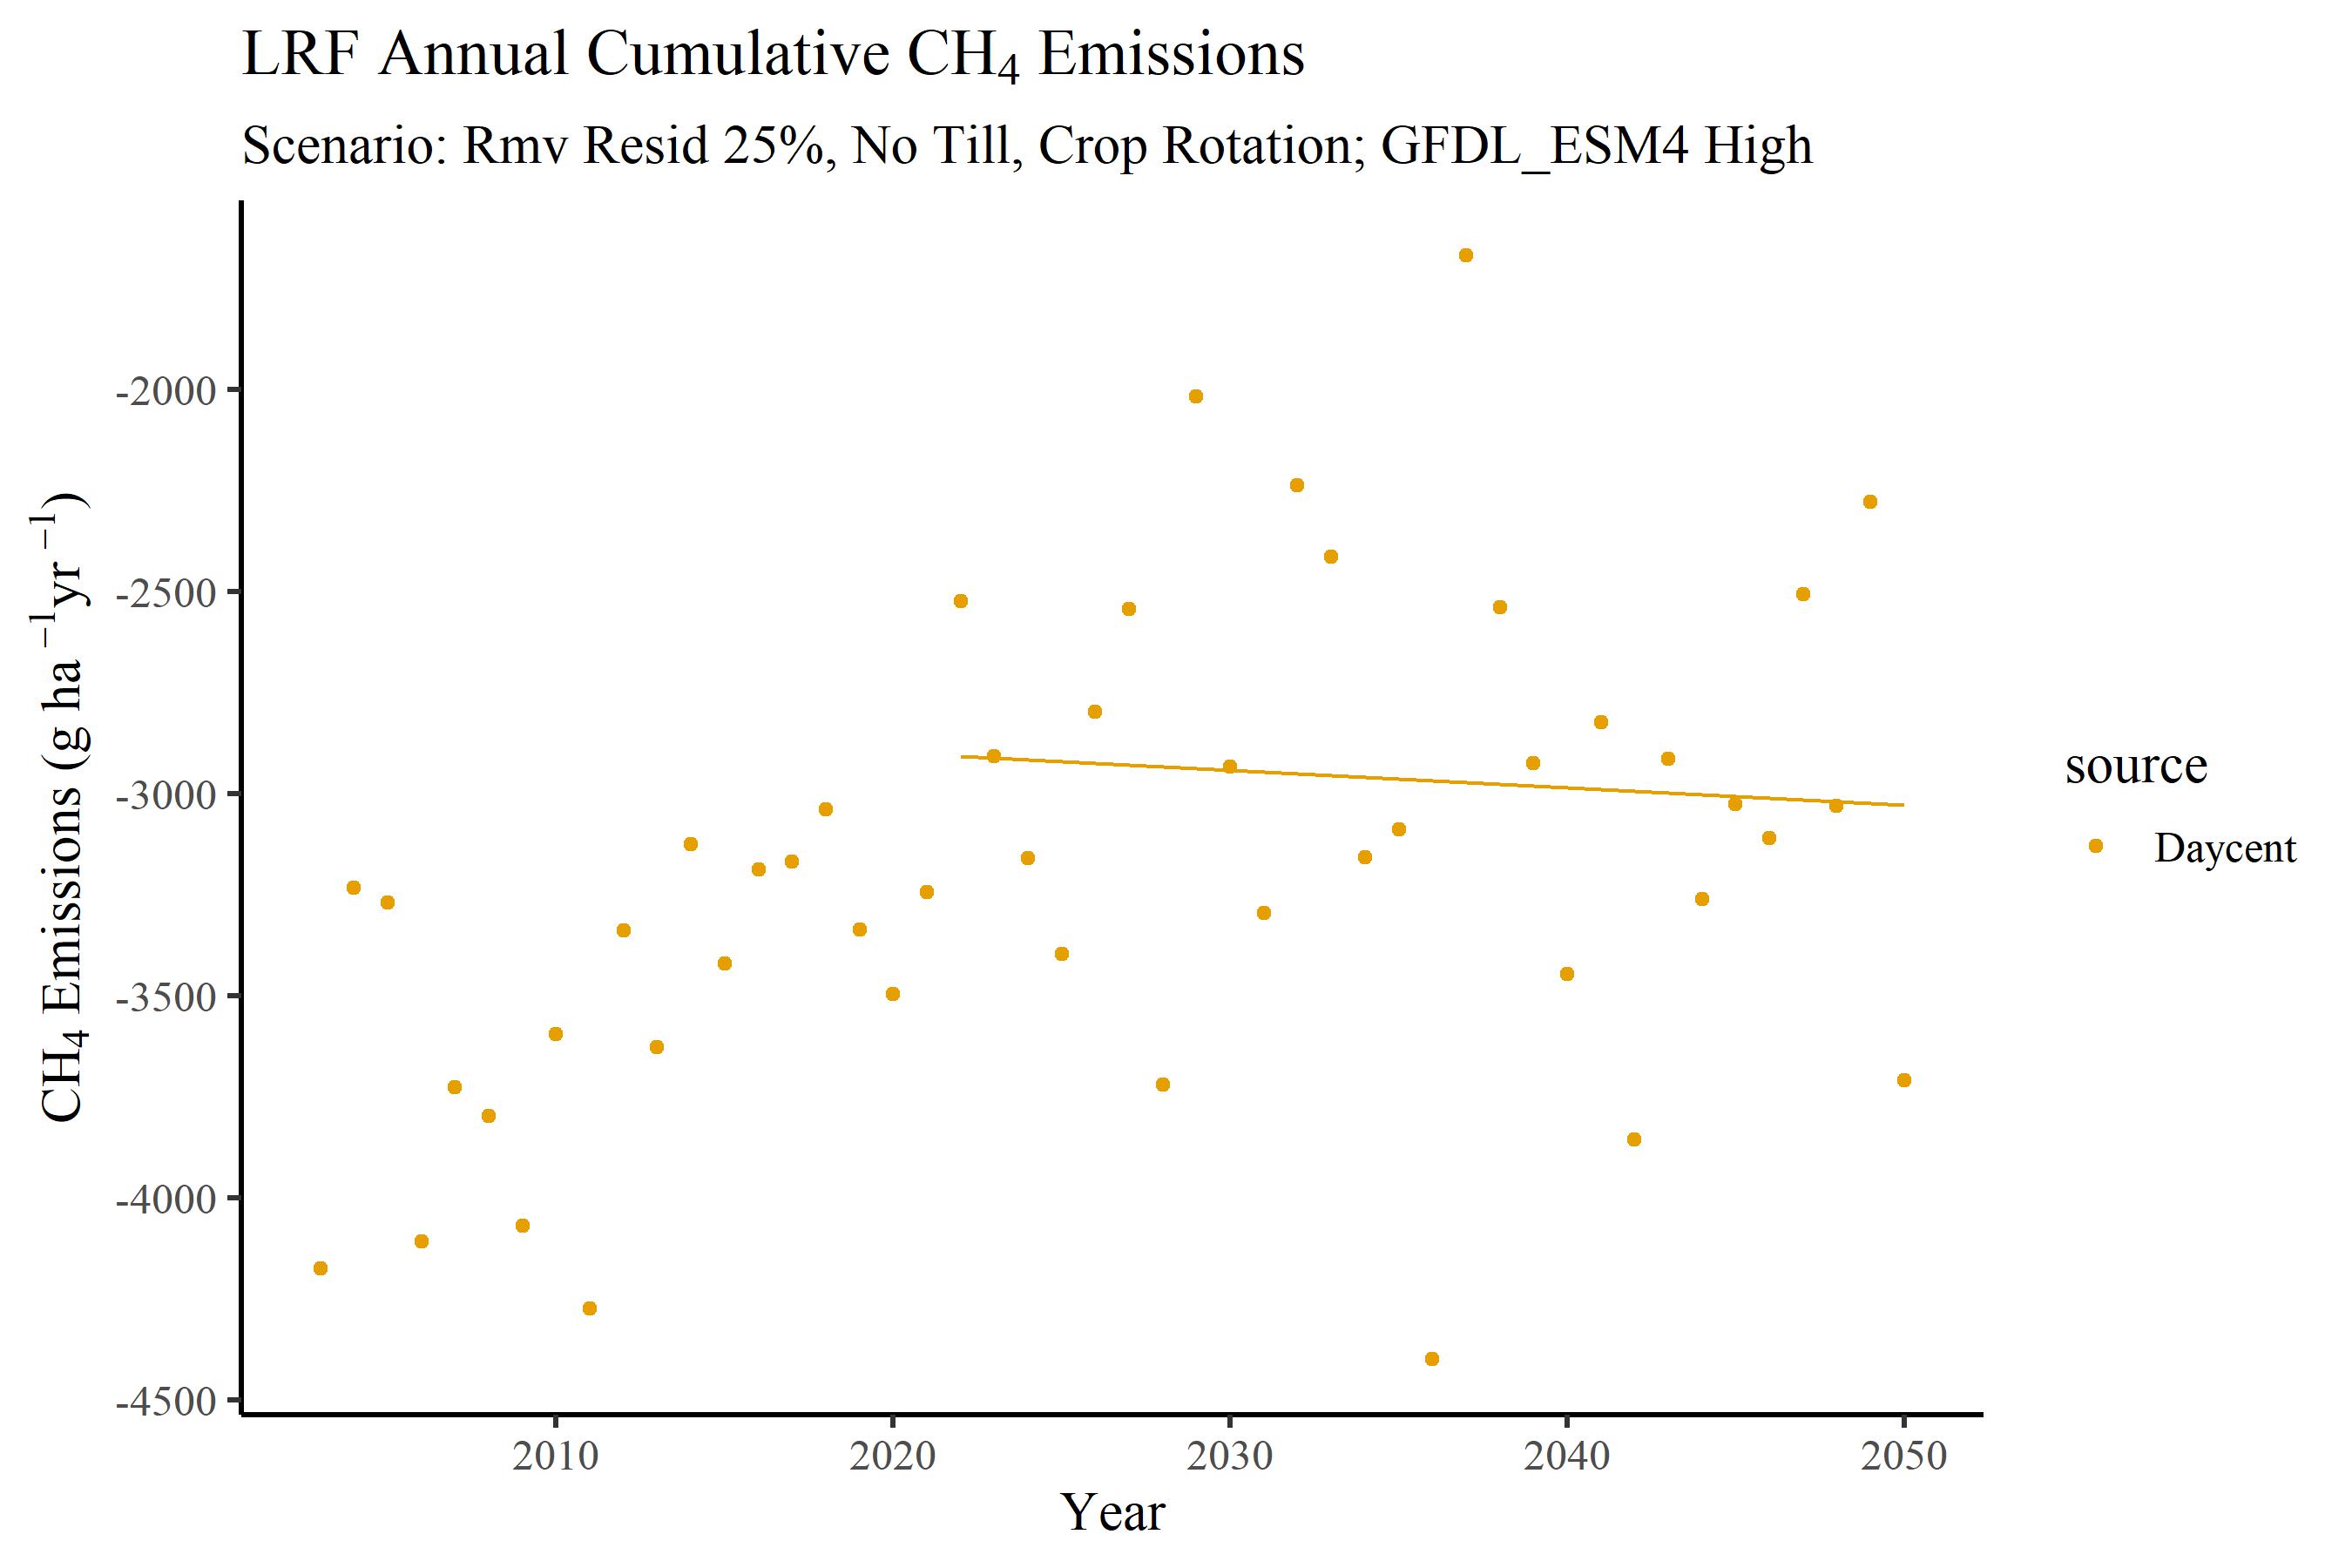 LRF Annual Cumulative CH₄ Emissions
Scenario: Rmv Resid 25%, No Till, Crop Rotation; GFDL_ESM4 High
CH₄ Emissions (g ha⁻¹yr⁻¹)
-2000
-2500
-3000
-3500
-4000
-4500
2010 2020 2030 2040 2050
Year
source
Daycent